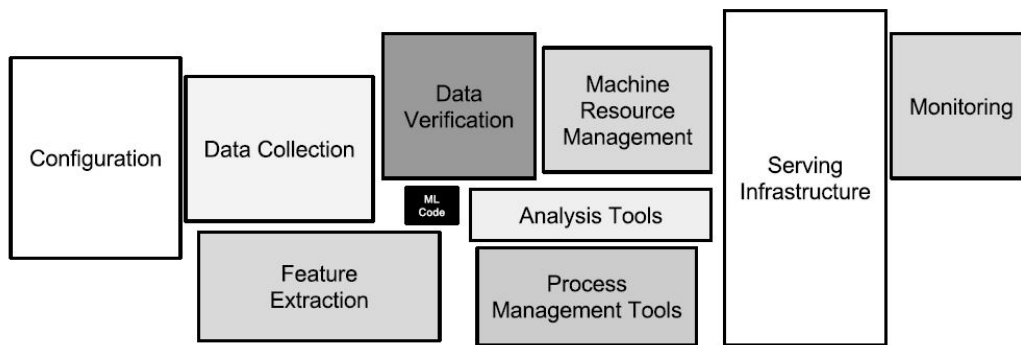 Configuration
Data Collection
Feature
Extraction
Data
Verification
ML
Code
Machine
Resource
Management
Analysis Tools
Process
Management Tools
Serving
Infrastructure
Monitoring